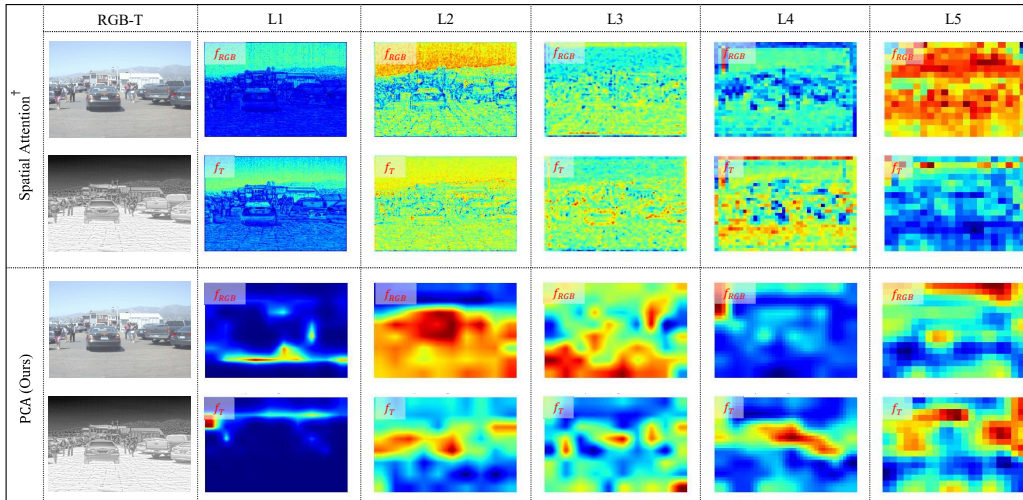 RGB-T L1 L2 L3 L4 L5
Spatial Attention†
f_RGB f_RGB f_RGB f_RGB f_RGB
f_T f_T f_T f_T f_T
PCA (Ours)
f_RGB f_RGB f_RGB f_RGB f_RGB
f_T f_T f_T f_T f_T